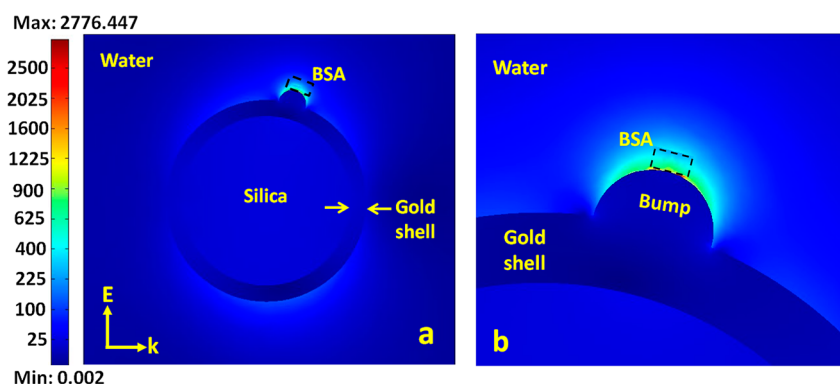 Max: 2776.447
2500
2025
1600
1225
900
625
400
225
100
25
Min: 0.002
Water
BSA
Silica
Gold
shell
E
k
a
Water
BSA
Bump
Gold
shell
b